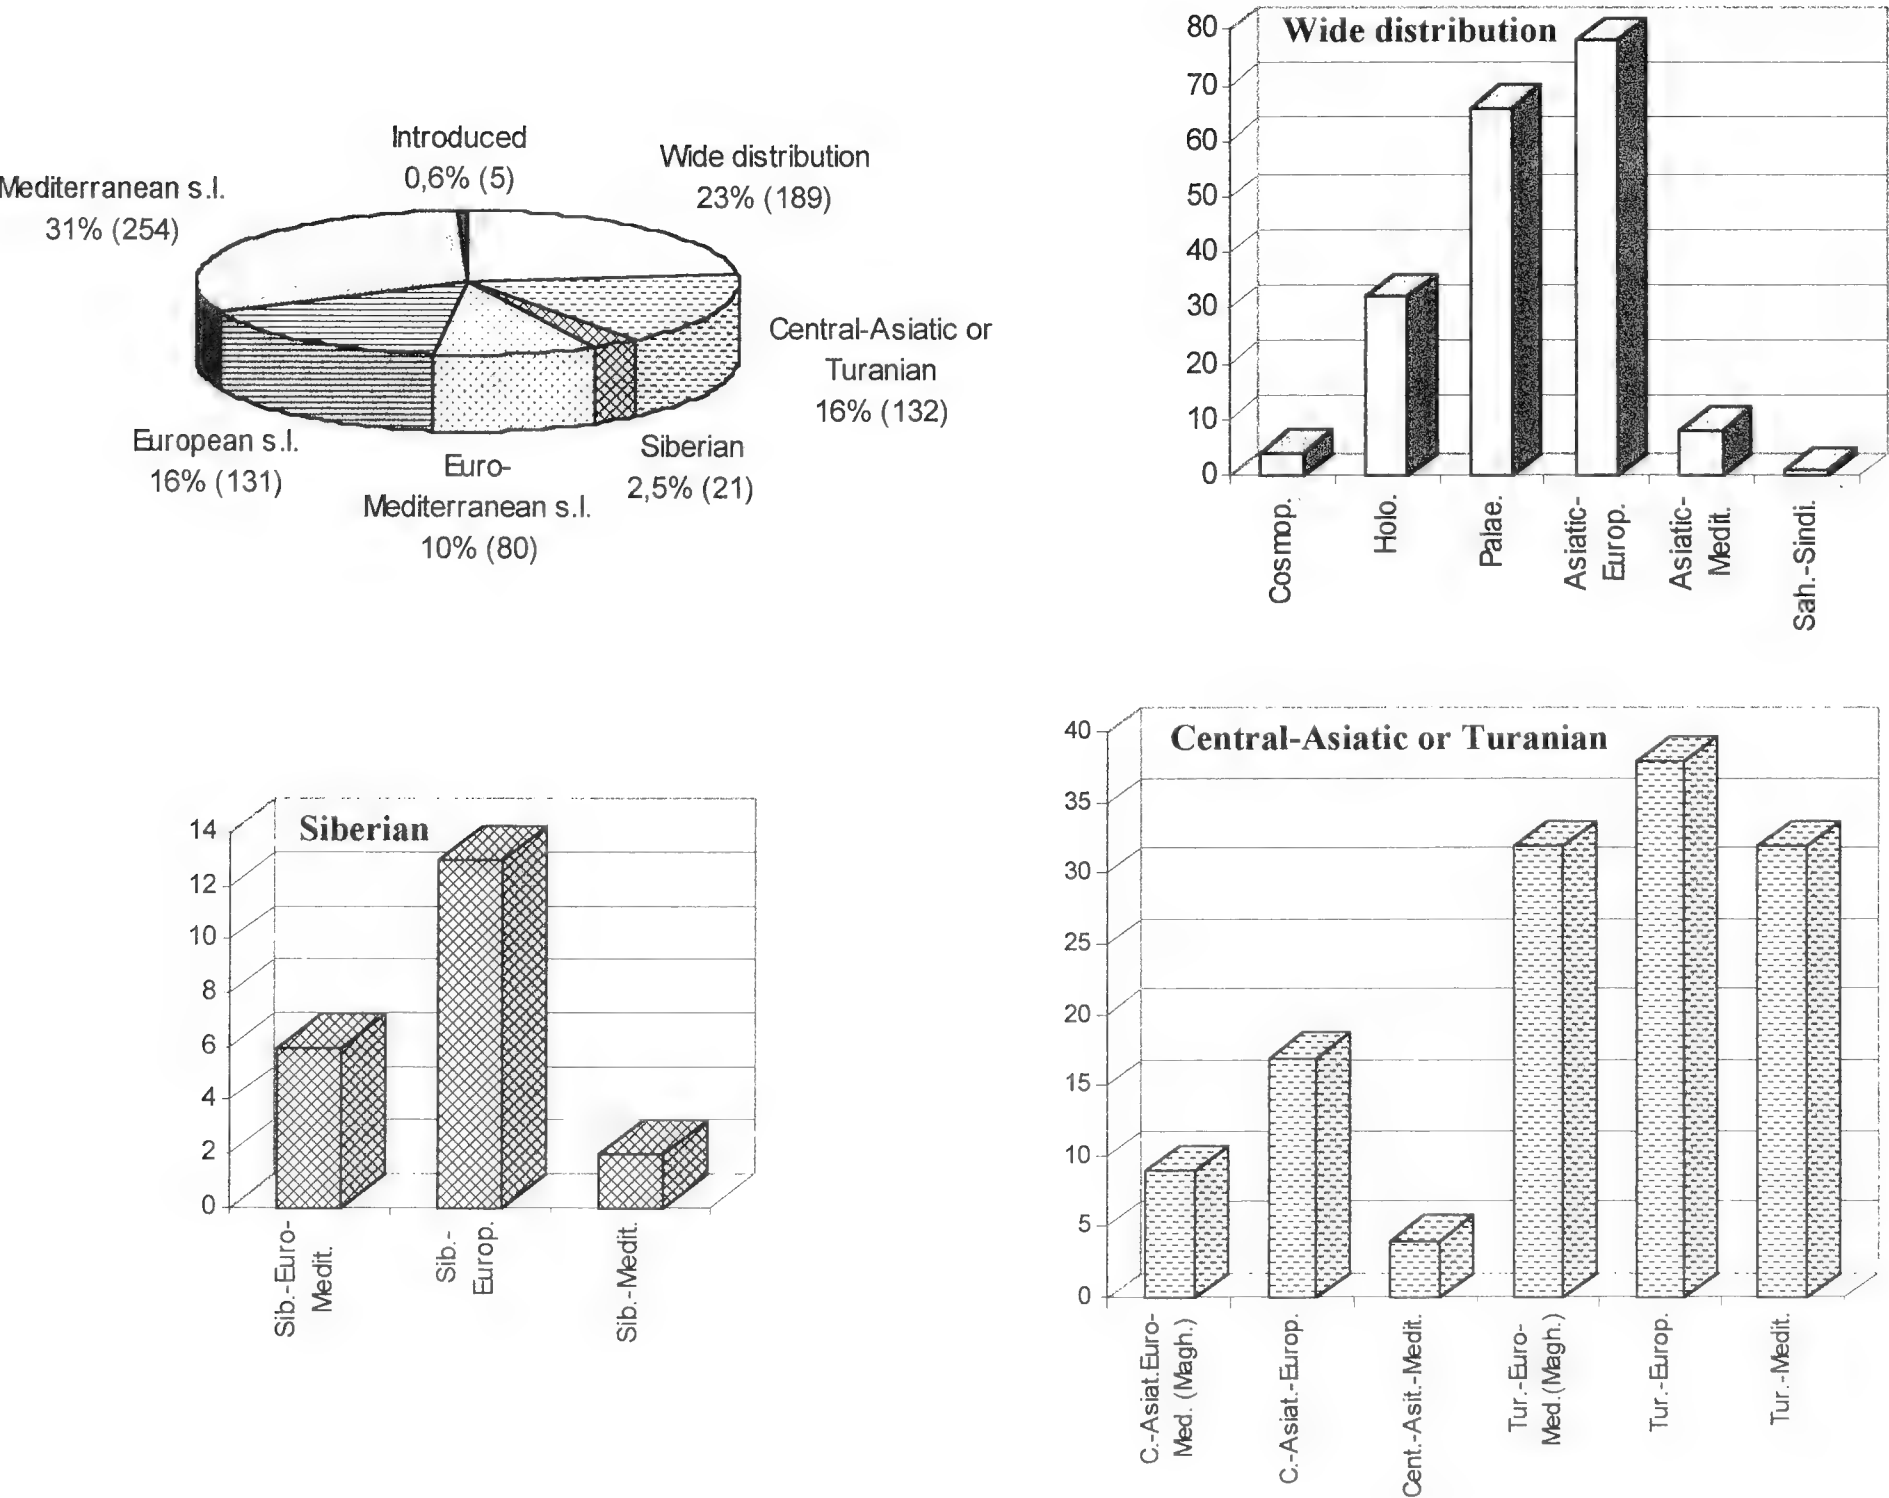 Introduced
0,6% (5)
Wide distribution
23% (189)
Mediterranean s.l.
31% (254)
Central-Asiatic or
Turanian
16% (132)
European s.l.
16% (131)
Euro-
Mediterranean s.l.
10% (80)
Siberian
2,5% (21)
Wide distribution
80
70
60
50
40
30
20
10
0
Cosmop.
Holo.
Palae.
Asiatic-
Europ.
Asiatic-
Medit.
Sah.-Sindi.
Siberian
14
12
10
8
6
4
2
0
Sib.-Euro-
Medit.
Sib.-
Europ.
Sib.-Medit.
Central-Asiatic or Turanian
40
35
30
25
20
15
10
5
0
C.-Asiat.Euro-
Med. (Magh.)
C.-Asiat.-Europ.
Cent.-Asit.-Medit.
Tur.-Euro-
Med.(Magh.)
Tur.-Europ.
Tur.-Medit.